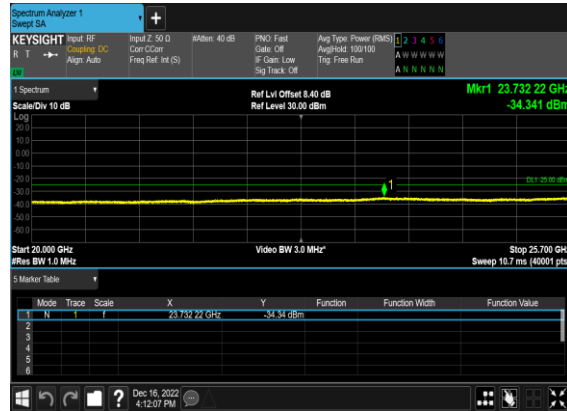 Spectrum Analyzer 1
Swept SA
+
KEYSIGHT Input: RF Input Z: 50 Ω #Atten: 40 dB PNO: Fast Avg Type: Power (RMS) 1 2 3 4 5 6
R T Coupling: DC Corr CCorr Gate: Off Avg|Hold: 100/100 A W W W W W
Align: Auto Freq Ref: Int (S) IF Gain: Low Trig: Free Run
Sig Track: Off A N N N N N
1 Spectrum Ref Lvl Offset 8.40 dB Mkr1 23.732 22 GHz
Scale/Div 10 dB Ref Level 30.00 dBm -34.341 dBm
Log
20.0
10.0
0.00
-10.0
-20.0
DL1 -25.00 dBm
1
-30.0
-40.0
-50.0
-60.0
Start 20.000 GHz Video BW 3.0 MHz* Stop 25.700 GHz
#Res BW 1.0 MHz Sweep 10.7 ms (40001 pts)
5 Marker Table
Mode Trace Scale X Y Function Function Width Function Value
1 N 1 f 23.732 22 GHz -34.34 dBm
2
3
4
5
6
? Dec 16, 2022
4:12:07 PM